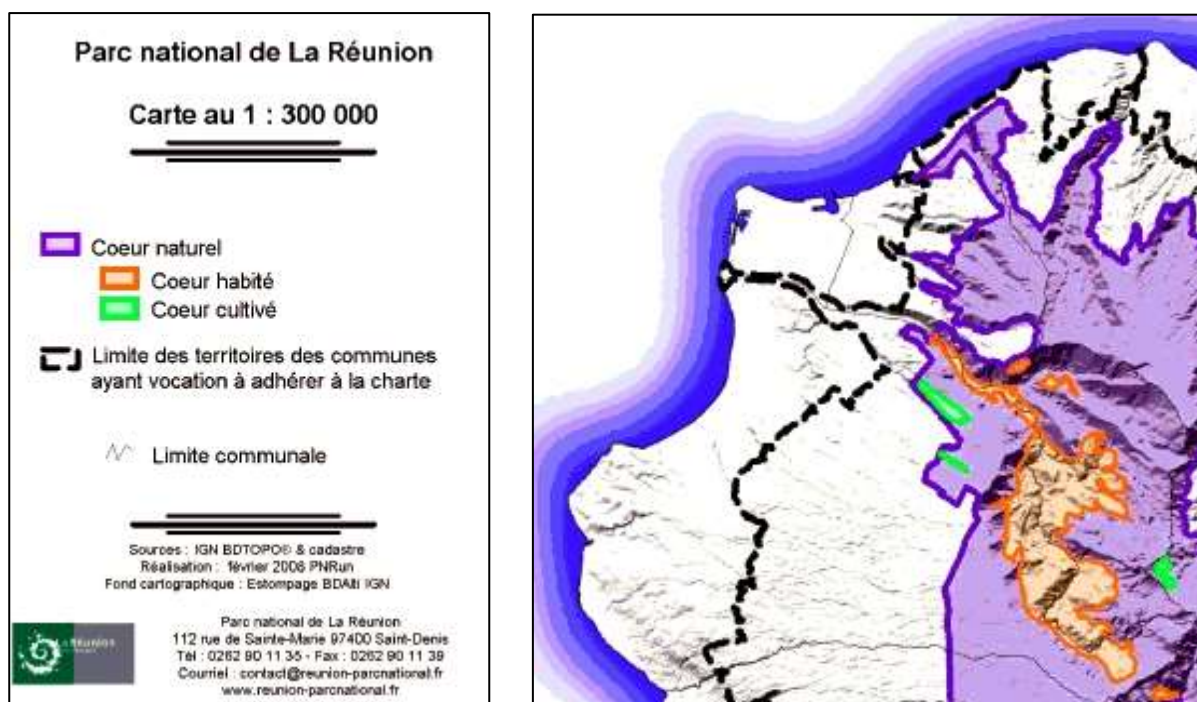 Parc national de La Réunion
Carte au 1 : 300 000
Coeur naturel
Coeur habité
Coeur cultivé
Limite des territoires des communes
ayant vocation à adhérer à la charte
Limite communale
Sources : IGN BDTOPO® & cadastre
Réalisation : février 2008 PNRun
Fond cartographique : Estompage BDAlti IGN
La Réunion
Parc national de La Réunion
112 rue de Sainte-Marie 97400 Saint-Denis
Tél : 0262 90 11 35 - Fax : 0262 90 11 39
Courriel : contact@reunion-parcnational.fr
www.reunion-parcnational.fr